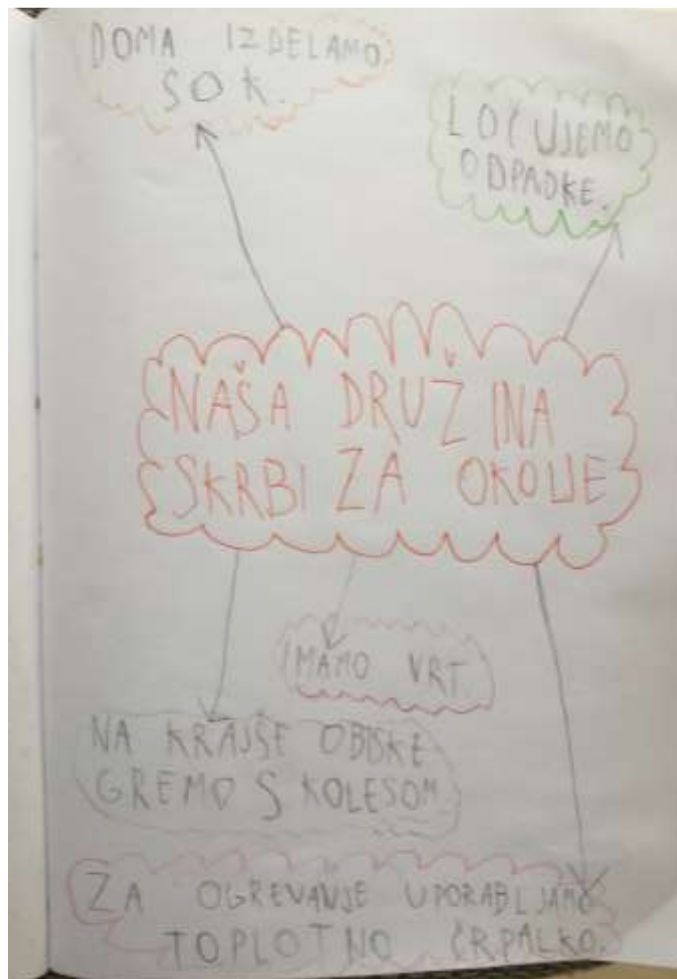 DOMA IZDELAMO
SOK.
LOČUJEMO
ODPADKE.
NAŠA DRUŽINA
SKRBI ZA OKOLJE
IMAMO VRT
NA KRAJŠE OBISKE
GREMO S KOLESOM.
ZA OGREVANJE UPORABLJAMO
TOPLOTNO ČRPALKO.